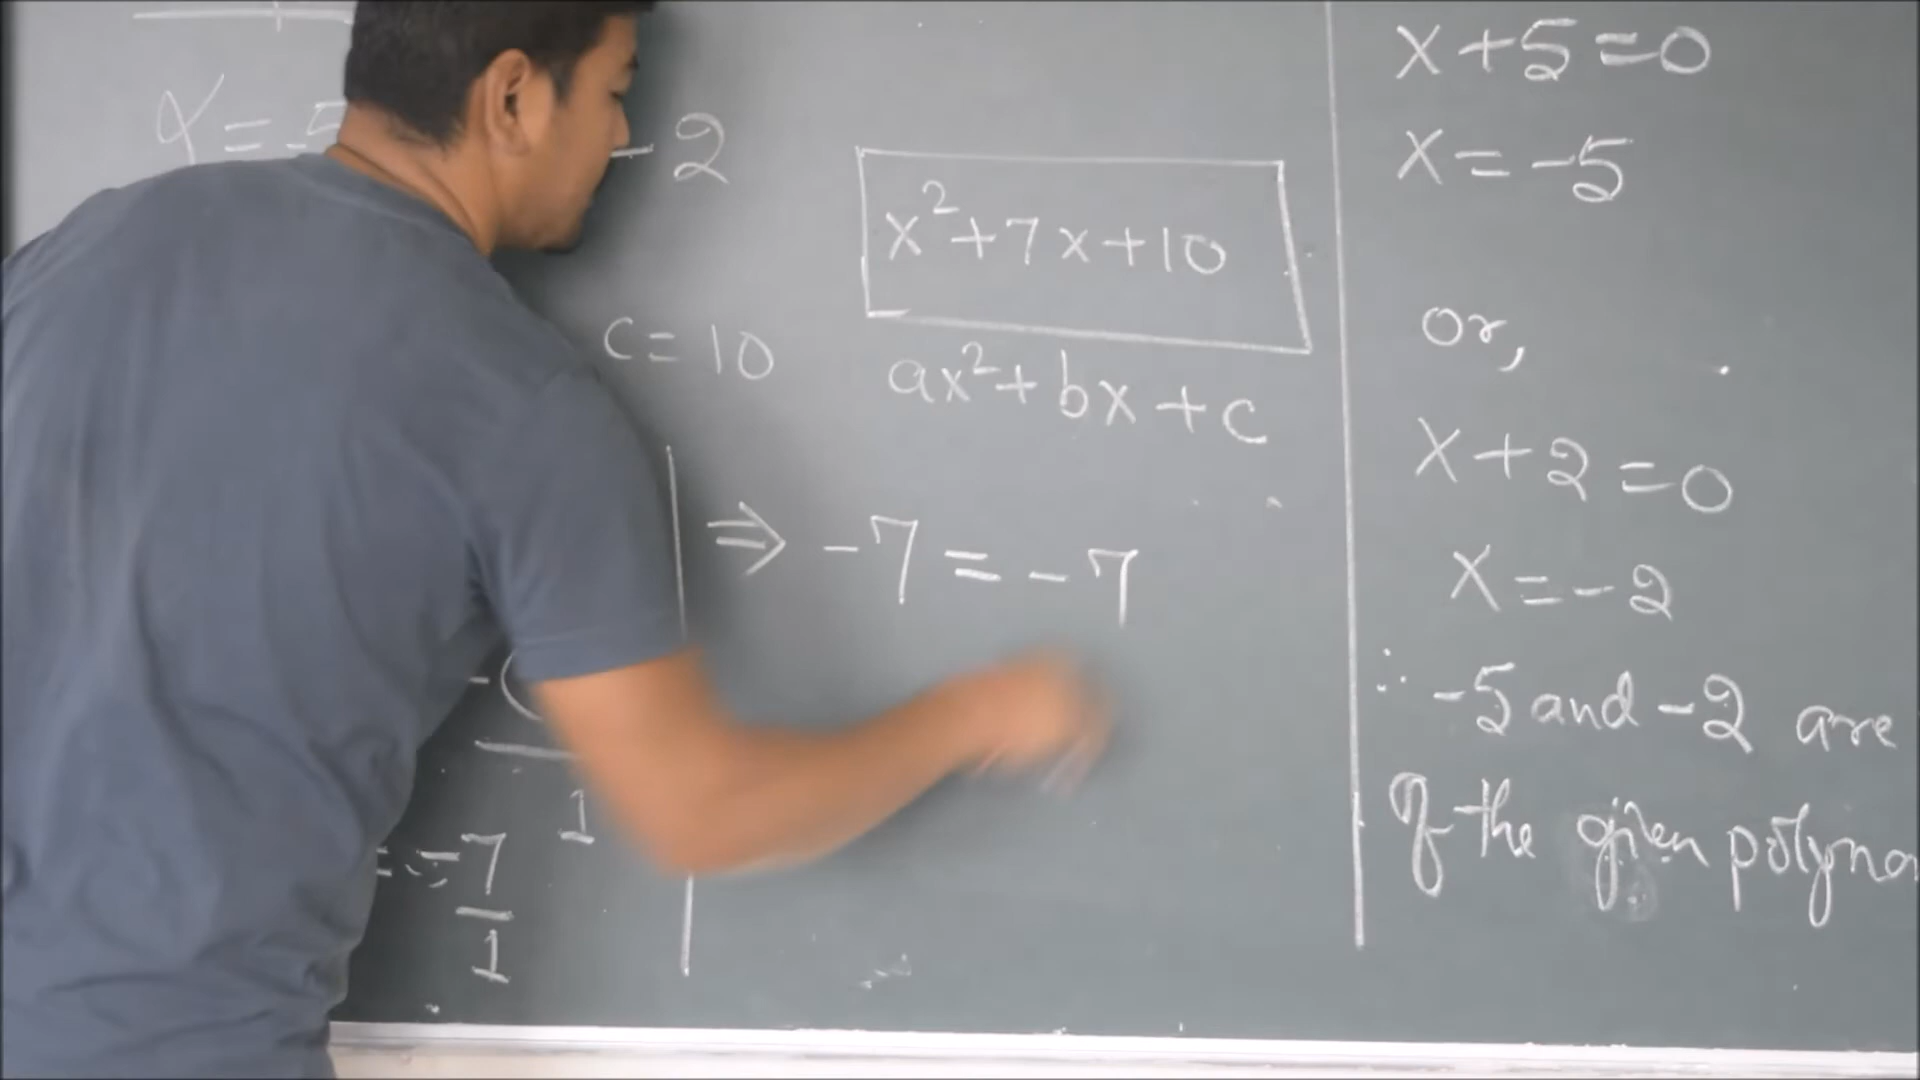 α = -5
-2
c = 10
-(
1
= -7
1
x² + 7x + 10
ax² + bx + c
⇒ -7 = -7
x + 5 = 0
x = -5
or,
x + 2 = 0
x = -2
∴ -5 and -2 are
of the given polyno